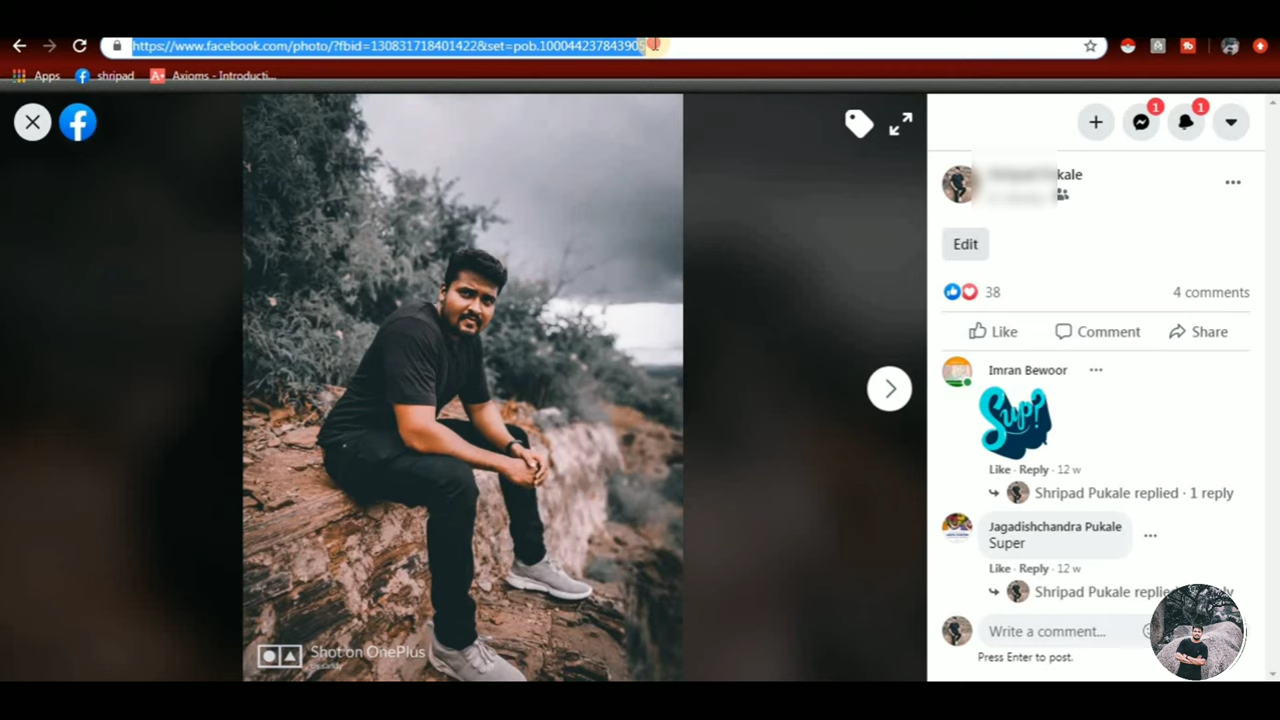 https://www.facebook.com/photo/?fbid=130831718401422&set=pob.100044237843905
Apps shripad A+ Axioms - Introducti...
1 1
kale
Edit
38 4 comments
Like Comment Share
Imran Bewoor
Sup?
Like · Reply · 12 w
Shripad Pukale replied · 1 reply
Jagadishchandra Pukale
Super
Like · Reply · 12 w
Shripad Pukale
Write a comment...
Press Enter to post.
Shot on OnePlus